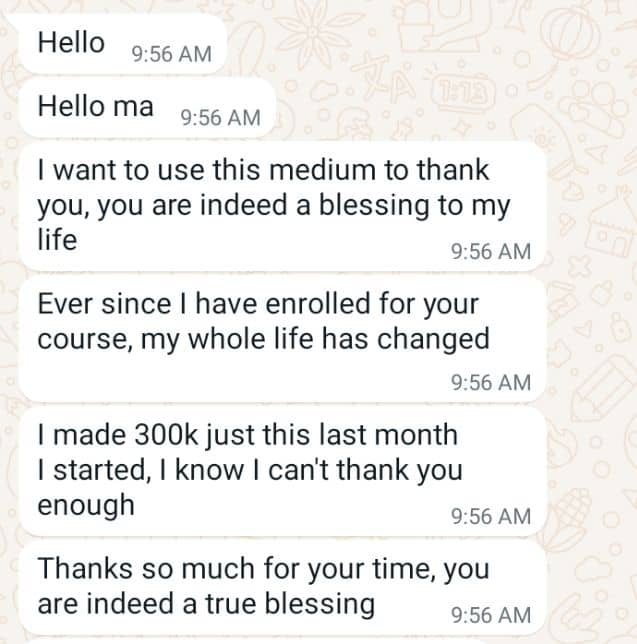 Hello 9:56 AM
Hello ma 9:56 AM
I want to use this medium to thank
you, you are indeed a blessing to my
life 9:56 AM
Ever since I have enrolled for your
course, my whole life has changed
9:56 AM
I made 300k just this last month
I started, I know I can't thank you
enough 9:56 AM
Thanks so much for your time, you
are indeed a true blessing 9:56 AM